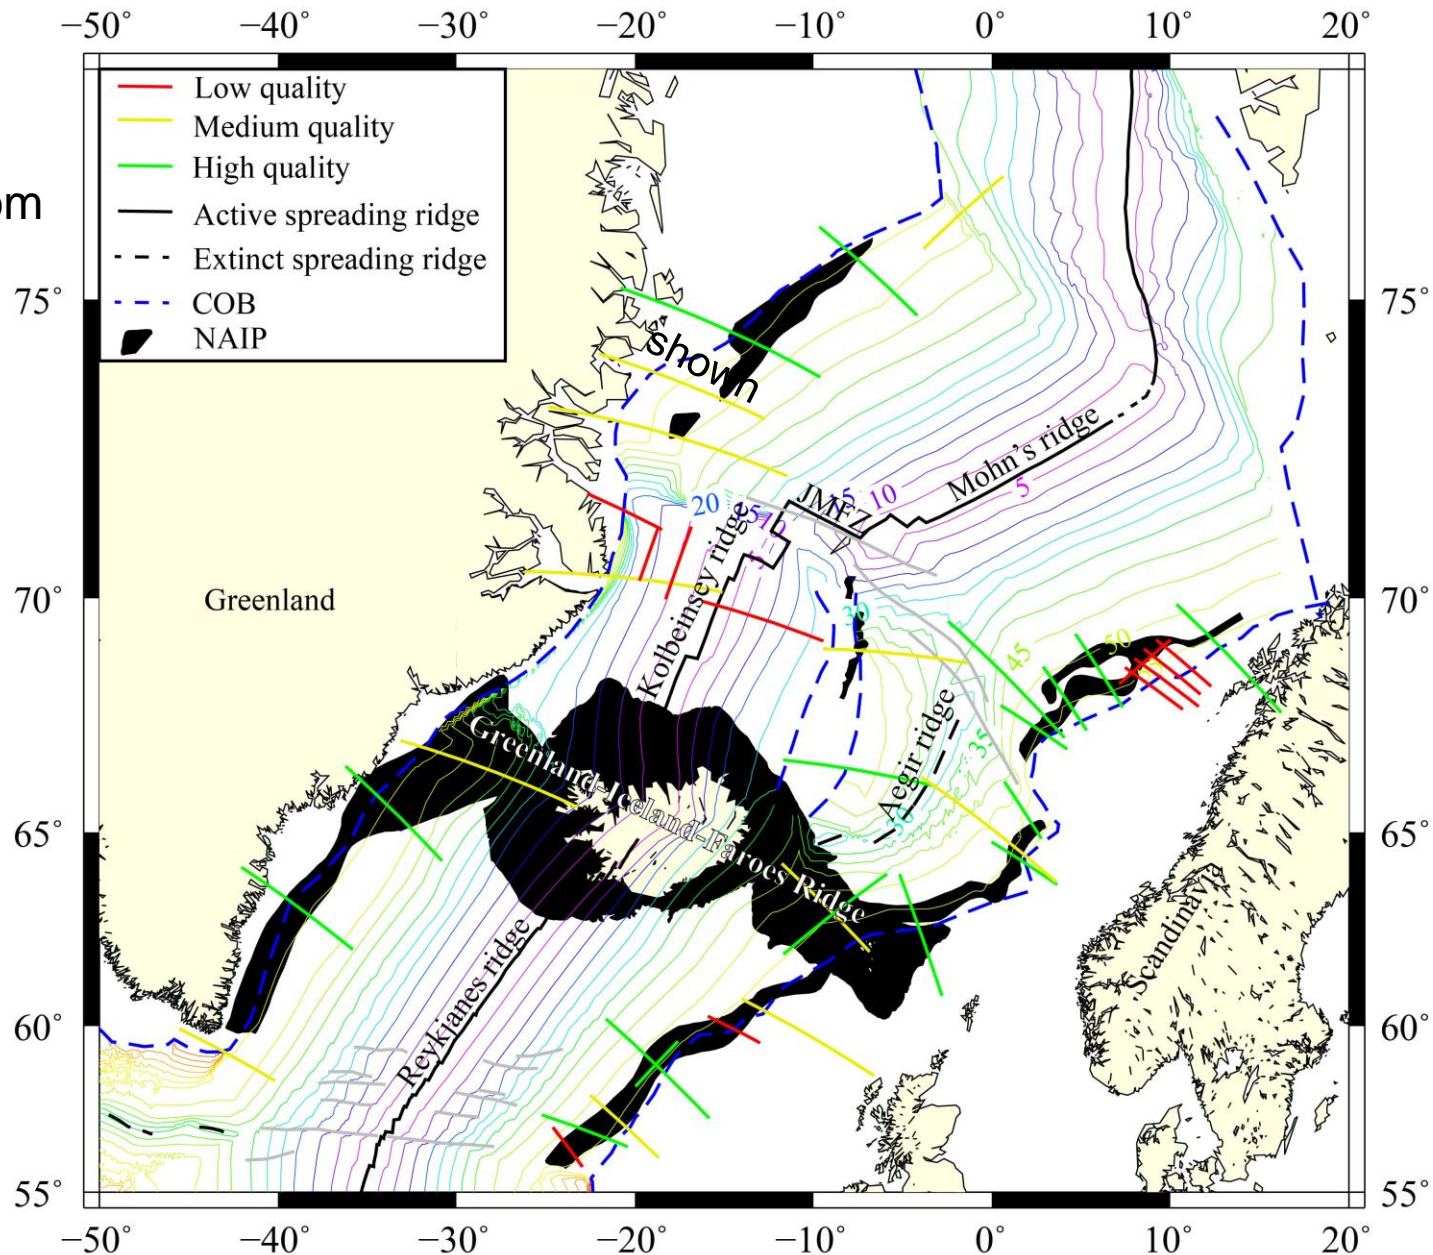 −50° −40° −30° −20° −10° 0° 10° 20°
Low quality
Medium quality
High quality
Active spreading ridge
Extinct spreading ridge
COB
NAIP
om
75° 75°
shown
Mohn's ridge
JMFZ
15 10
5
20 15 10
5
Kolbeinsey ridge
70° 70°
Greenland
30
50
45
35
Aegir ridge
30
Greenland-Iceland-Faroes Ridge
65° 65°
Scandinavia
Reykjanes ridge
60° 60°
55° 55°
−50° −40° −30° −20° −10° 0° 10° 20°